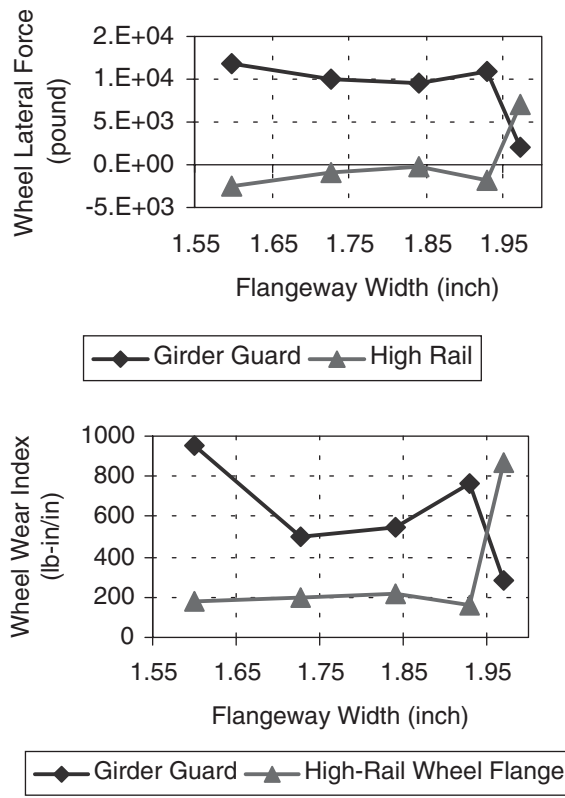 Wheel Lateral Force
(pound)
2.E+04
1.E+04
5.E+03
0.E+00
-5.E+03
1.55 1.65 1.75 1.85 1.95
Flangeway Width (inch)
Girder Guard High Rail
Wheel Wear Index
(lb-in/in)
1000
800
600
400
200
0
1.55 1.65 1.75 1.85 1.95
Flangeway Width (inch)
Girder Guard High-Rail Wheel Flange